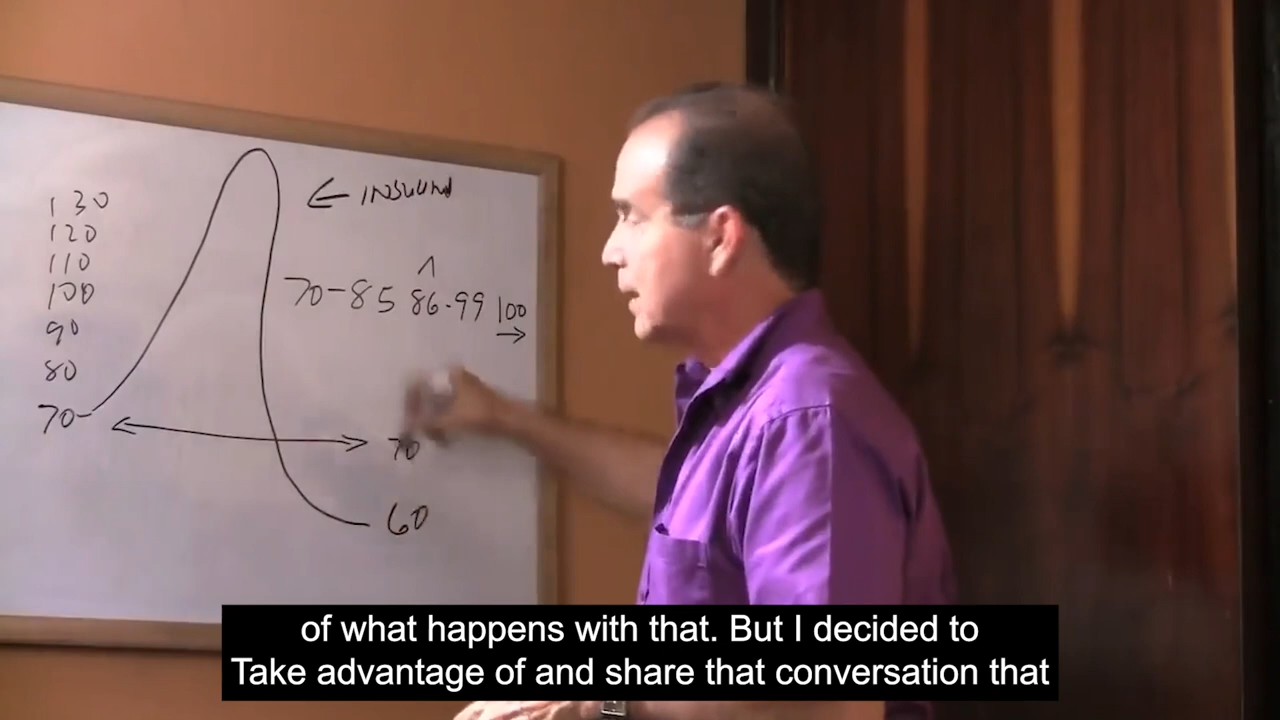 130
120
110
100
90
80
70-
← INSULINA
70-85 86-99 100
→
70
60
of what happens with that. But I decided to
Take advantage of and share that conversation that